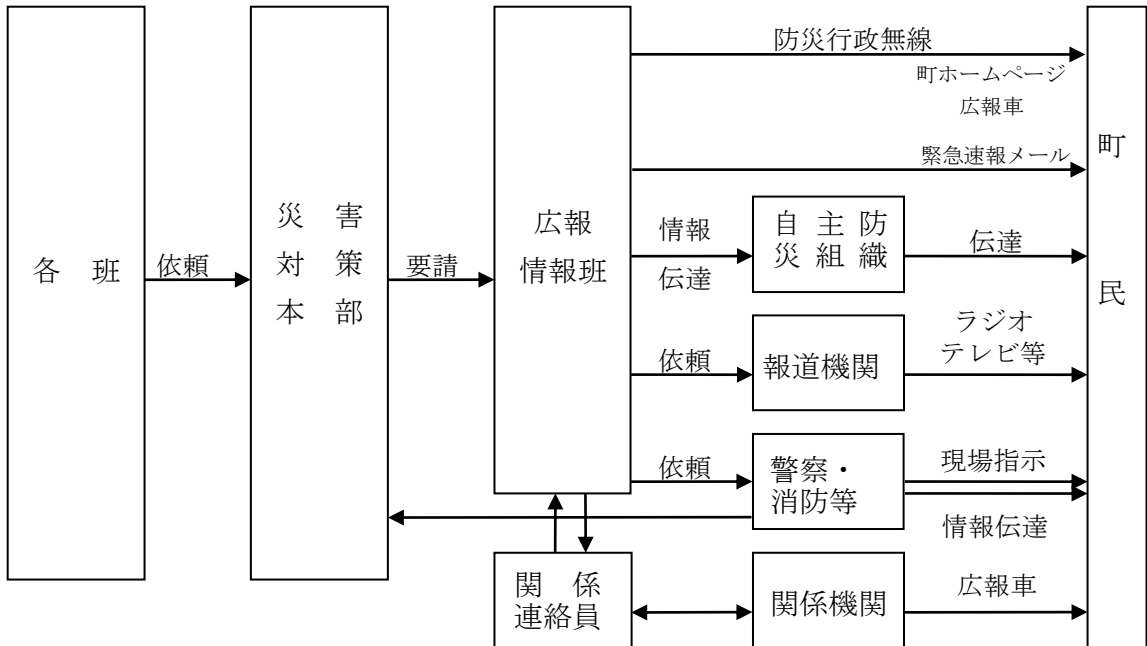 各 班
依頼
災 害
対 策
本 部
要請
広報
情報班
防災行政無線
町ホームページ
広報車
緊急速報メール
情報
伝達
自 主 防
災 組 織
伝達
依頼
報道機関
ラジオ
テレビ等
依頼
警察・
消防等
現場指示
情報伝達
関 係
連絡員
関係機関
広報車
町
民